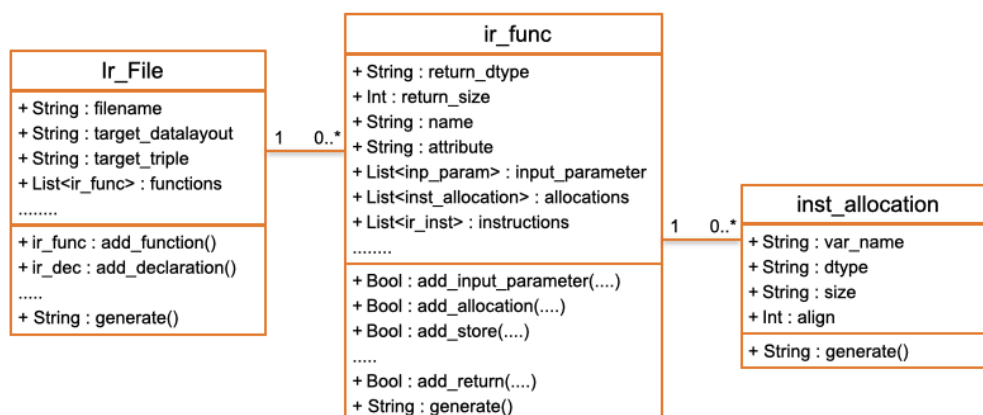 Ir_File
+ String : filename
+ String : target_datalayout
+ String : target_triple
+ List<ir_func> : functions
........
+ ir_func : add_function()
+ ir_dec : add_declaration()
.....
+ String : generate()
1 0..*
ir_func
+ String : return_dtype
+ Int : return_size
+ String : name
+ String : attribute
+ List<inp_param> : input_parameter
+ List<inst_allocation> : allocations
+ List<ir_inst> : instructions
........
+ Bool : add_input_parameter(....)
+ Bool : add_allocation(....)
+ Bool : add_store(....)
.....
+ Bool : add_return(....)
+ String : generate()
1 0..*
inst_allocation
+ String : var_name
+ String : dtype
+ String : size
+ Int : align
+ String : generate()